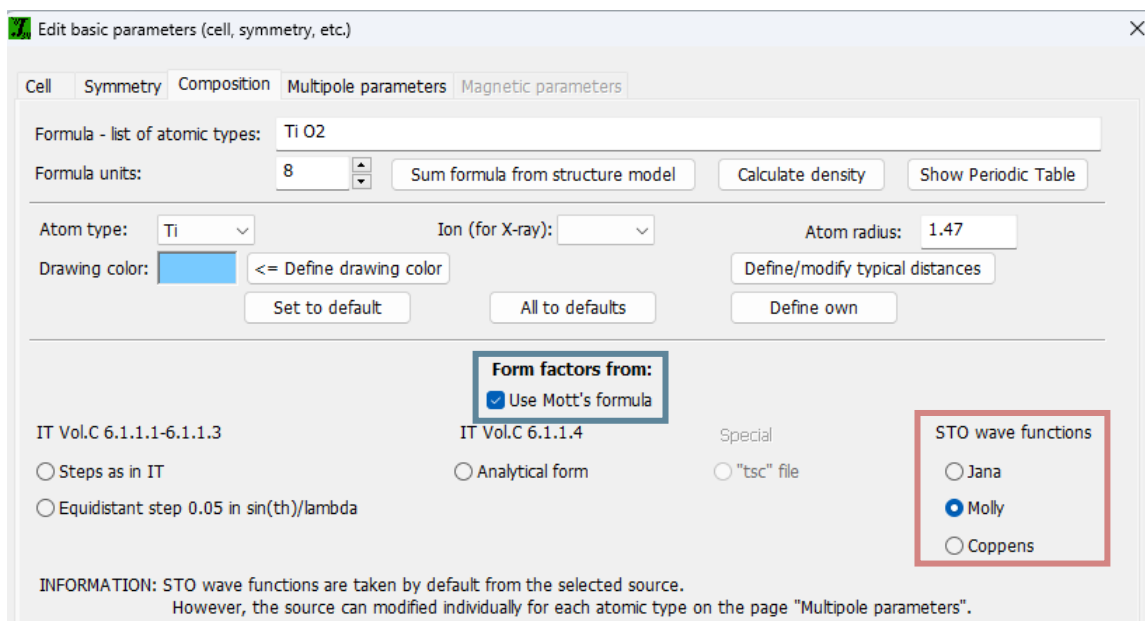 Edit basic parameters (cell, symmetry, etc.)
Cell Symmetry Composition Multipole parameters Magnetic parameters
Formula - list of atomic types: Ti O2
Formula units: 8 Sum formula from structure model Calculate density Show Periodic Table
Atom type: Ti Ion (for X-ray): Atom radius: 1.47
Drawing color: <= Define drawing color Define/modify typical distances
Set to default All to defaults Define own
Form factors from:
Use Mott's formula
IT Vol.C 6.1.1.1-6.1.1.3 IT Vol.C 6.1.1.4 Special STO wave functions
Steps as in IT Analytical form "tsc" file Jana
Equidistant step 0.05 in sin(th)/lambda Molly
Coppens
INFORMATION: STO wave functions are taken by default from the selected source.
However, the source can modified individually for each atomic type on the page "Multipole parameters".